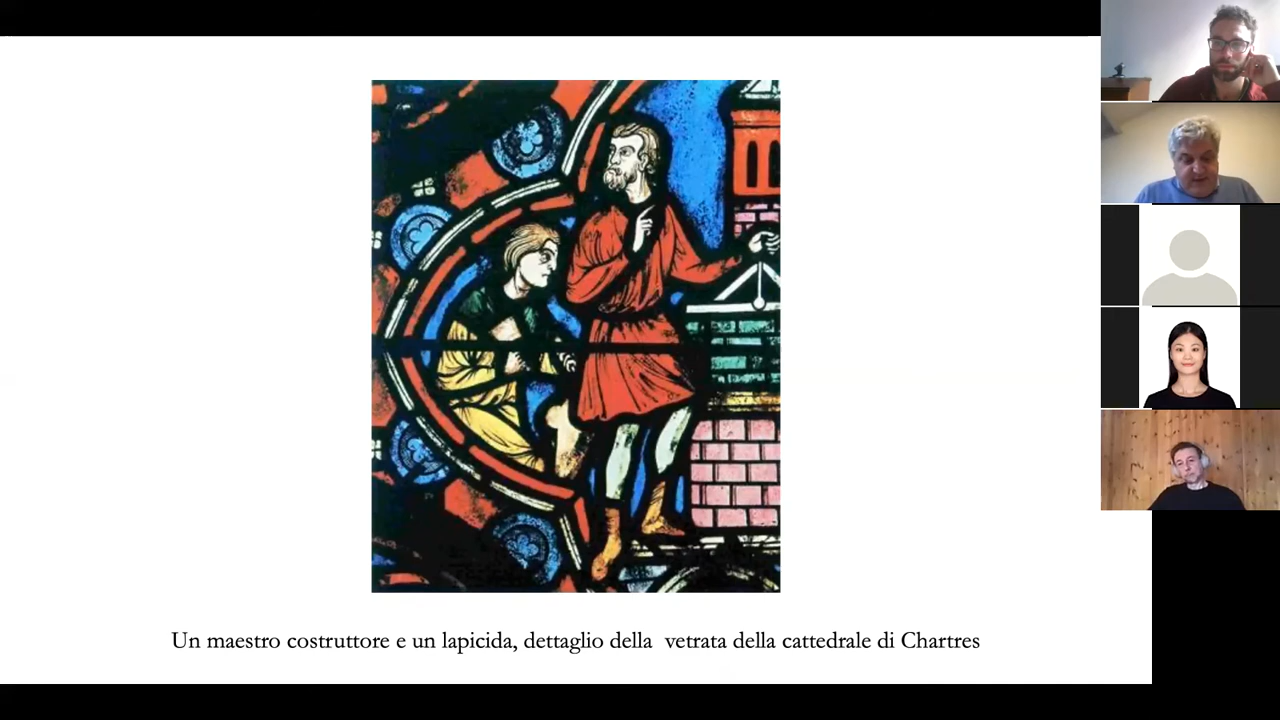 Un maestro costruttore e un lapicida, dettaglio della vetrata della cattedrale di Chartres